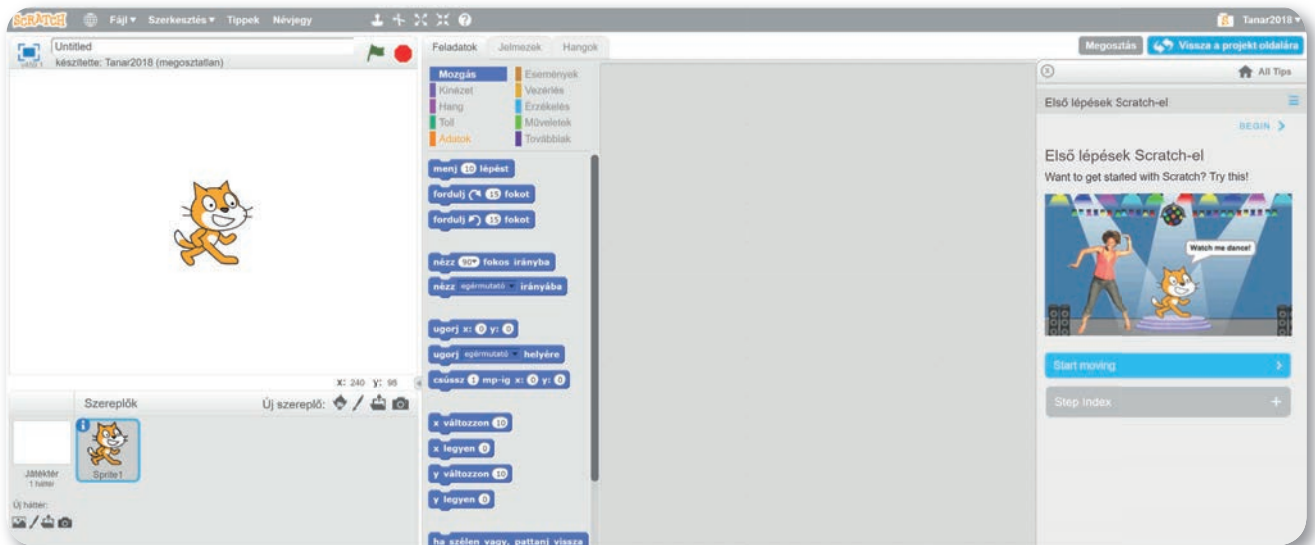 SCRATCH Fájl Szerkesztés Tippek Névjegy Tanar2018
Untitled
v459.1 készítette: Tanar2018 (megosztatlan)
Feladatok Jelmezek Hangok
Megosztás Vissza a projekt oldalára
Mozgás Események
Kinézet Vezérlés
Hang Érzékelés
Toll Műveletek
Adatok Továbbiak
menj 10 lépést
fordulj 15 fokot
fordulj 15 fokot
nézz 90 fokos irányba
nézz egérmutató irányába
ugorj x: 0 y: 0
ugorj egérmutató helyére
csússz 1 mp-ig x: 0 y: 0
x változzon 10
x legyen 0
y változzon 10
y legyen 0
ha szélen vagy, pattanj vissza
x: 240 y: 98
Szereplők Új szereplő:
Játéktér
1 háttér
Sprite1
Új háttér:
All Tips
Első lépések Scratch-el
BEGIN
Első lépések Scratch-el
Want to get started with Scratch? Try this!
Watch me dance!
Start moving
Step Index